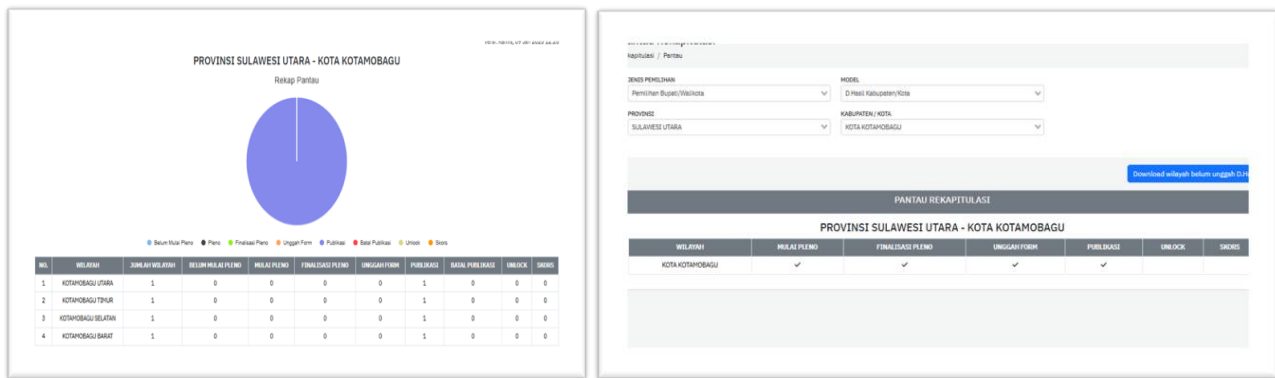 PROVINSI SULAWESI UTARA - KOTA KOTAMOBAGU
Rekap Pantau
Belum Mulai Pleno Pleno Finalisasi Pleno Unggah Form Publikasi Batal Publikasi Unlock Skors
NO. WILAYAH JUMLAH WILAYAH BELUM MULAI PLENO MULAI PLENO FINALISASI PLENO UNGGAH FORM PUBLIKASI BATAL PUBLIKASI UNLOCK SKORS
1 KOTAMOBAGU UTARA 1 0 0 0 0 1 0 0 0
2 KOTAMOBAGU TIMUR 1 0 0 0 0 1 0 0 0
3 KOTAMOBAGU SELATAN 1 0 0 0 0 1 0 0 0
4 KOTAMOBAGU BARAT 1 0 0 0 0 1 0 0 0
kapitulasi / Pantau
JENIS PEMILIHAN MODEL
Pemilihan Bupati/Walikota D.Hasil Kabupaten/Kota
PROVINSI KABUPATEN / KOTA
SULAWESI UTARA KOTA KOTAMOBAGU
Download wilayah belum unggah D.Ha
PANTAU REKAPITULASI
PROVINSI SULAWESI UTARA - KOTA KOTAMOBAGU
WILAYAH MULAI PLENO FINALISASI PLENO UNGGAH FORM PUBLIKASI UNLOCK SKORS
KOTA KOTAMOBAGU ✓ ✓ ✓ ✓